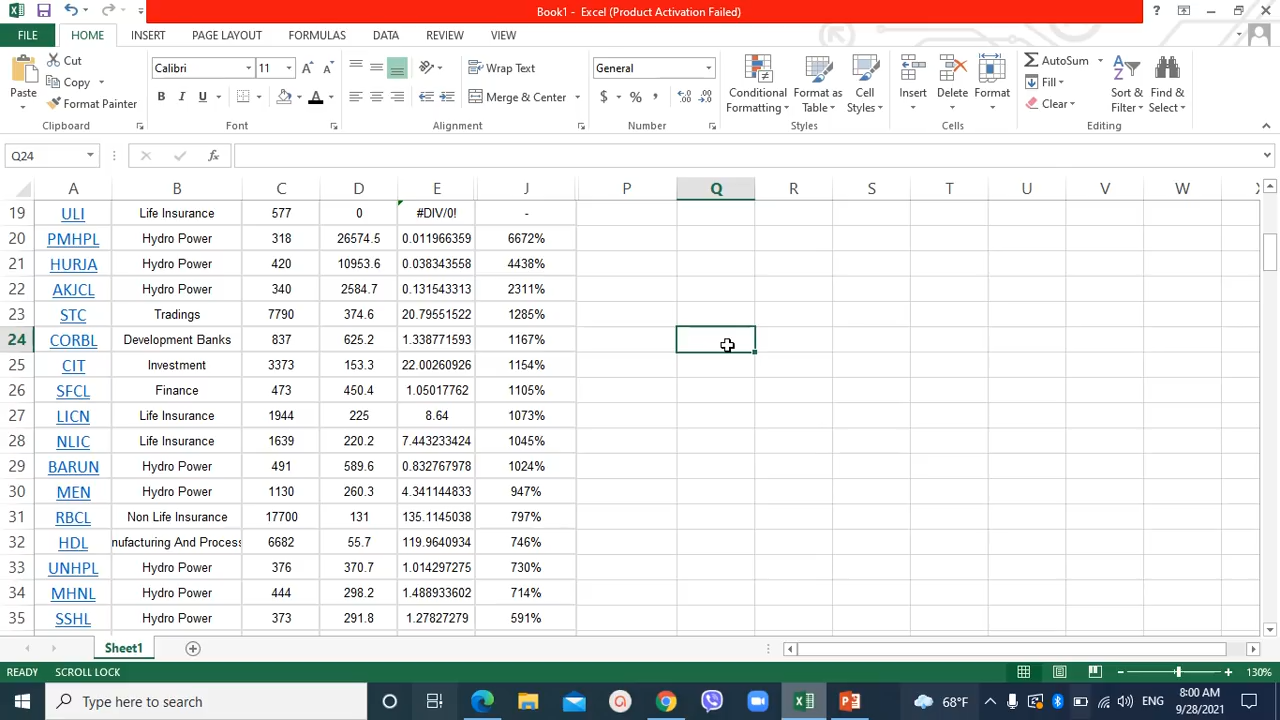 Book1 - Excel (Product Activation Failed)
?
FILE HOME INSERT PAGE LAYOUT FORMULAS DATA REVIEW VIEW
Cut
Copy
Format Painter
Paste
Calibri 11
B I U A
Wrap Text
Merge & Center
General
$ % ,
Conditional Formatting
Format as Table
Cell Styles
Insert Delete Format
AutoSum
Fill
Clear
Sort & Filter
Find & Select
Clipboard Font Alignment Number Styles Cells Editing
Q24 fx
A B C D E J P Q R S T U V W
19 ULI Life Insurance 577 0 #DIV/0! -
20 PMHPL Hydro Power 318 26574.5 0.011966359 6672%
21 HURJA Hydro Power 420 10953.6 0.038343558 4438%
22 AKJCL Hydro Power 340 2584.7 0.131543313 2311%
23 STC Tradings 7790 374.6 20.79551522 1285%
24 CORBL Development Banks 837 625.2 1.338771593 1167%
25 CIT Investment 3373 153.3 22.00260926 1154%
26 SFCL Finance 473 450.4 1.05017762 1105%
27 LICN Life Insurance 1944 225 8.64 1073%
28 NLIC Life Insurance 1639 220.2 7.443233424 1045%
29 BARUN Hydro Power 491 589.6 0.832767978 1024%
30 MEN Hydro Power 1130 260.3 4.341144833 947%
31 RBCL Non Life Insurance 17700 131 135.1145038 797%
32 HDL nufacturing And Process 6682 55.7 119.9640934 746%
33 UNHPL Hydro Power 376 370.7 1.014297275 730%
34 MHNL Hydro Power 444 298.2 1.488933602 714%
35 SSHL Hydro Power 373 291.8 1.27827279 591%
Sheet1
READY SCROLL LOCK 130%
Type here to search 68°F ENG 8:00 AM
9/28/2021